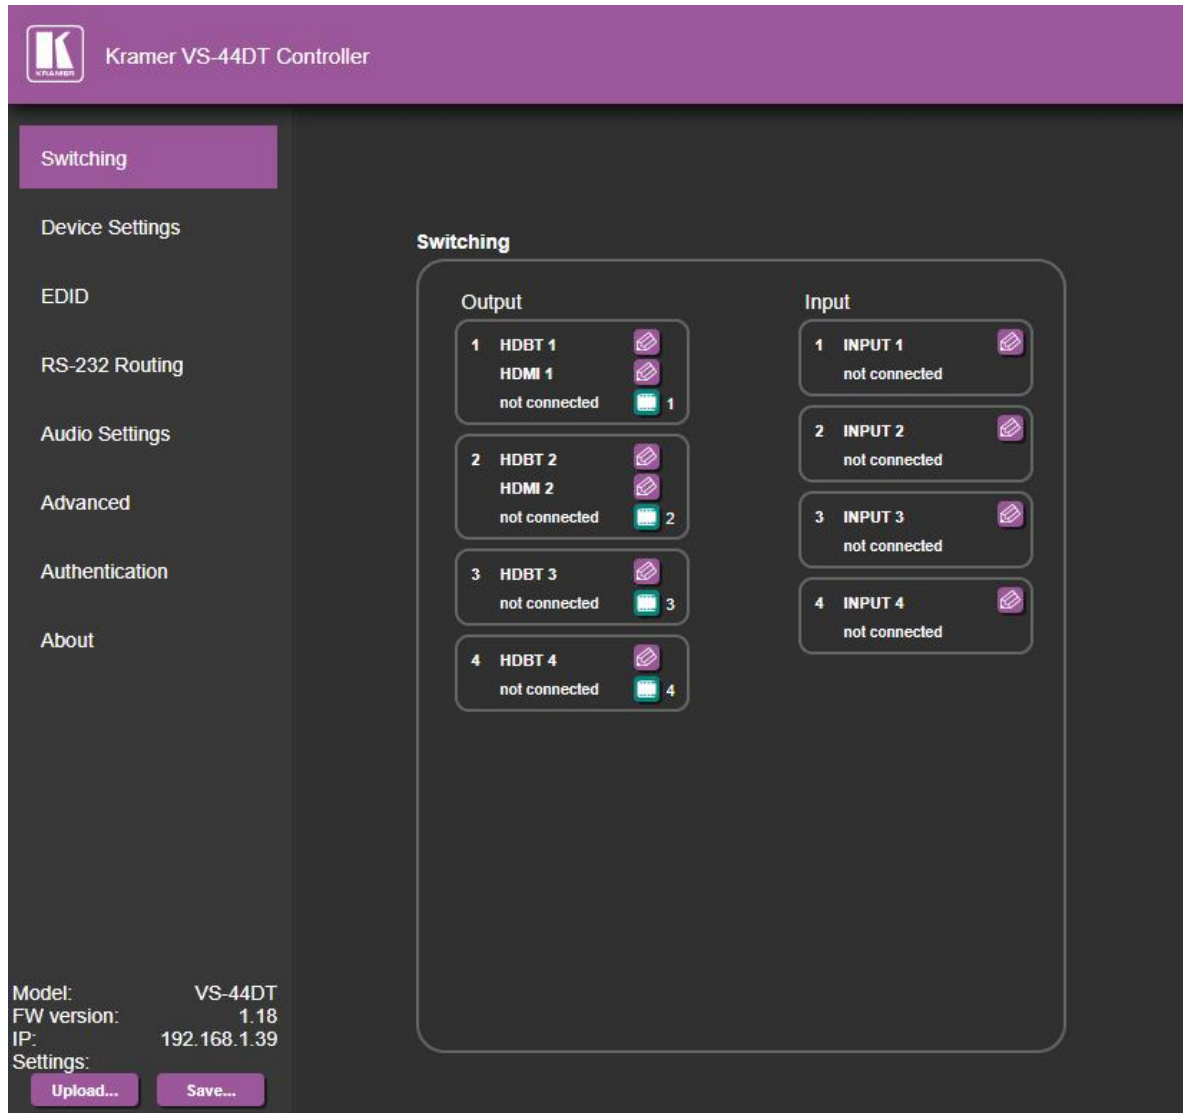 KRAMER
Kramer VS-44DT Controller
Switching
Device Settings
EDID
RS-232 Routing
Audio Settings
Advanced
Authentication
About
Model: VS-44DT
FW version: 1.18
IP: 192.168.1.39
Settings:
Upload... Save...
Switching
Output
1 HDBT 1
HDMI 1
not connected 1
2 HDBT 2
HDMI 2
not connected 2
3 HDBT 3
not connected 3
4 HDBT 4
not connected 4
Input
1 INPUT 1
not connected
2 INPUT 2
not connected
3 INPUT 3
not connected
4 INPUT 4
not connected